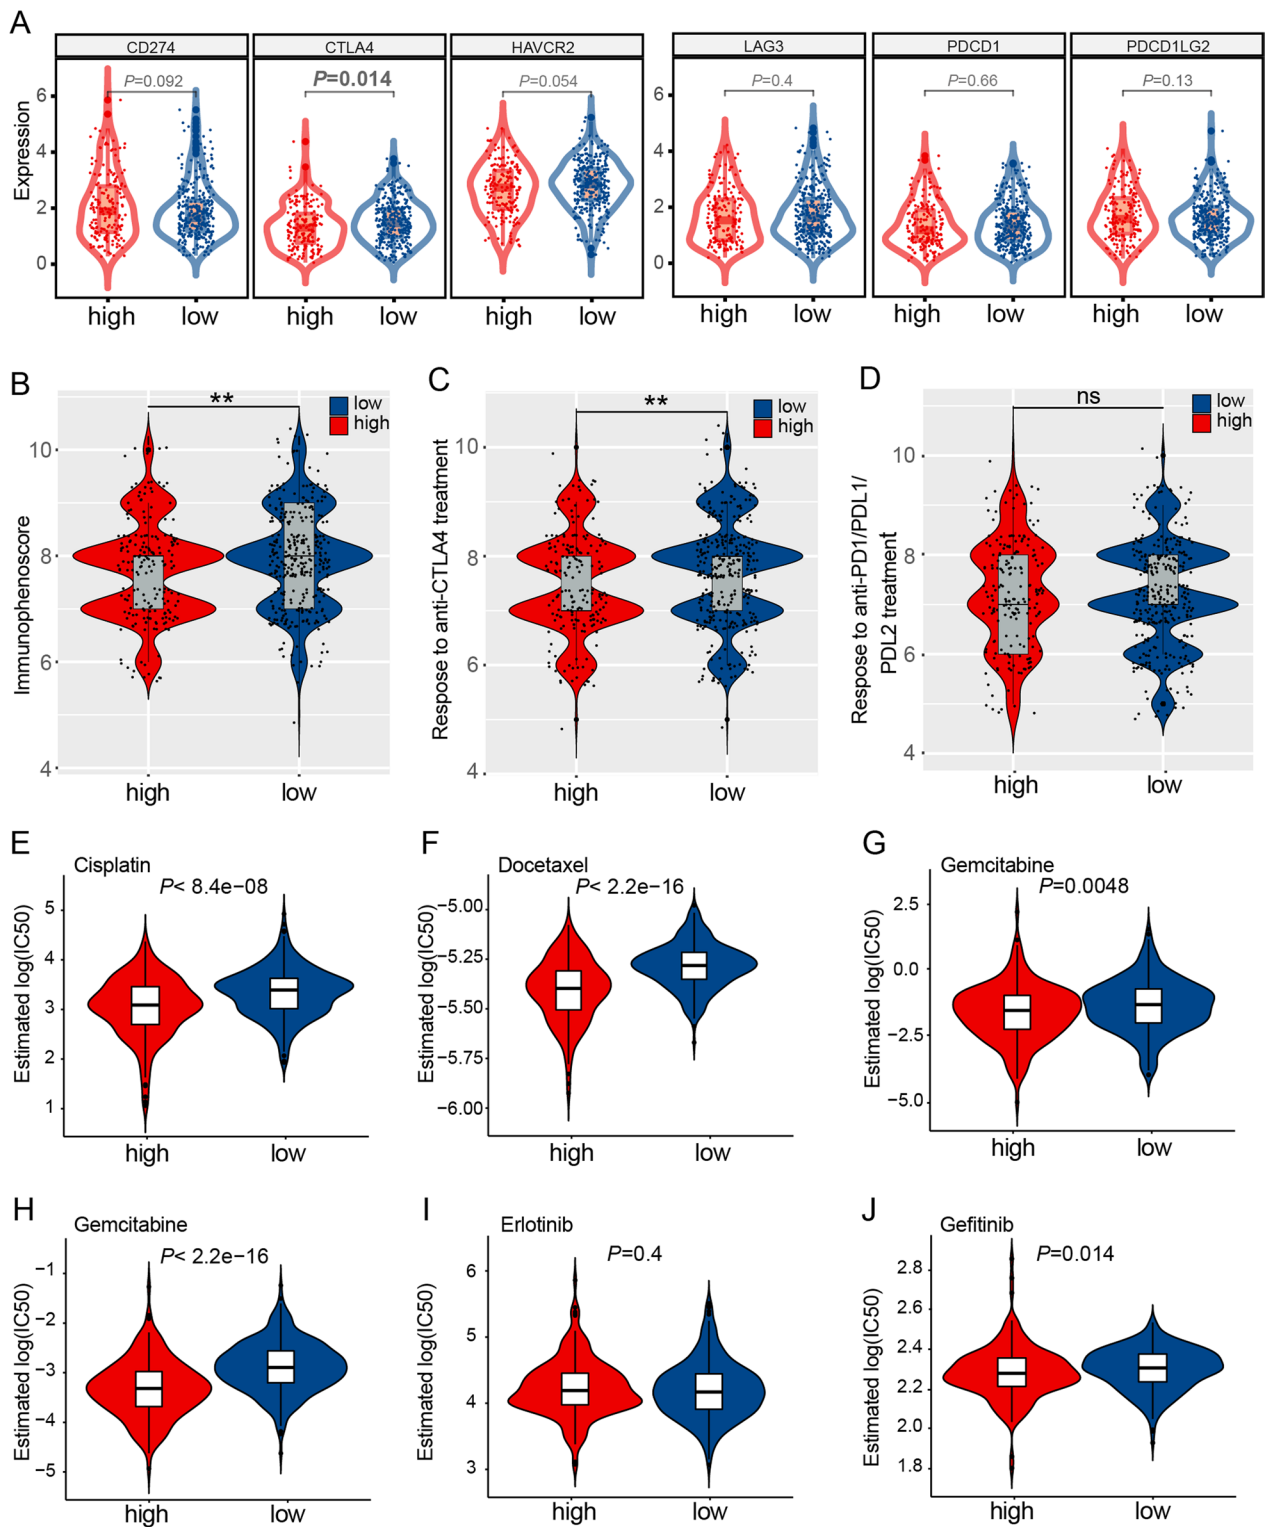 A
CD274 CTLA4 HAVCR2 LAG3 PDCD1 PDCD1LG2
P=0.092 P=0.014 P=0.054 P=0.4 P=0.66 P=0.13
Expression
6 4 2 0
6 4 2 0
high low high low high low high low high low high low
B
Immunophenoscore
10 8 6 4
**
low
high
high low
C
Respose to anti-CTLA4 treatment
10 8 6 4
**
low
high
high low
D
Respose to anti-PD1/PDL1/
PDL2 treatment
10 8 6 4
ns
low
high
high low
E
Cisplatin
P< 8.4e−08
Estimated log(IC50)
5 4 3 2 1
high low
F
Docetaxel
P< 2.2e−16
Estimated log(IC50)
−5.00 −5.25 −5.50 −5.75 −6.00
high low
G
Gemcitabine
P=0.0048
Estimated log(IC50)
2.5 0.0 −2.5 −5.0
high low
H
Gemcitabine
P< 2.2e−16
Estimated log(IC50)
−1 −2 −3 −4 −5
high low
I
Erlotinib
P=0.4
Estimated log(IC50)
6 5 4 3
high low
J
Gefitinib
P=0.014
Estimated log(IC50)
2.8 2.6 2.4 2.2 2.0 1.8
high low